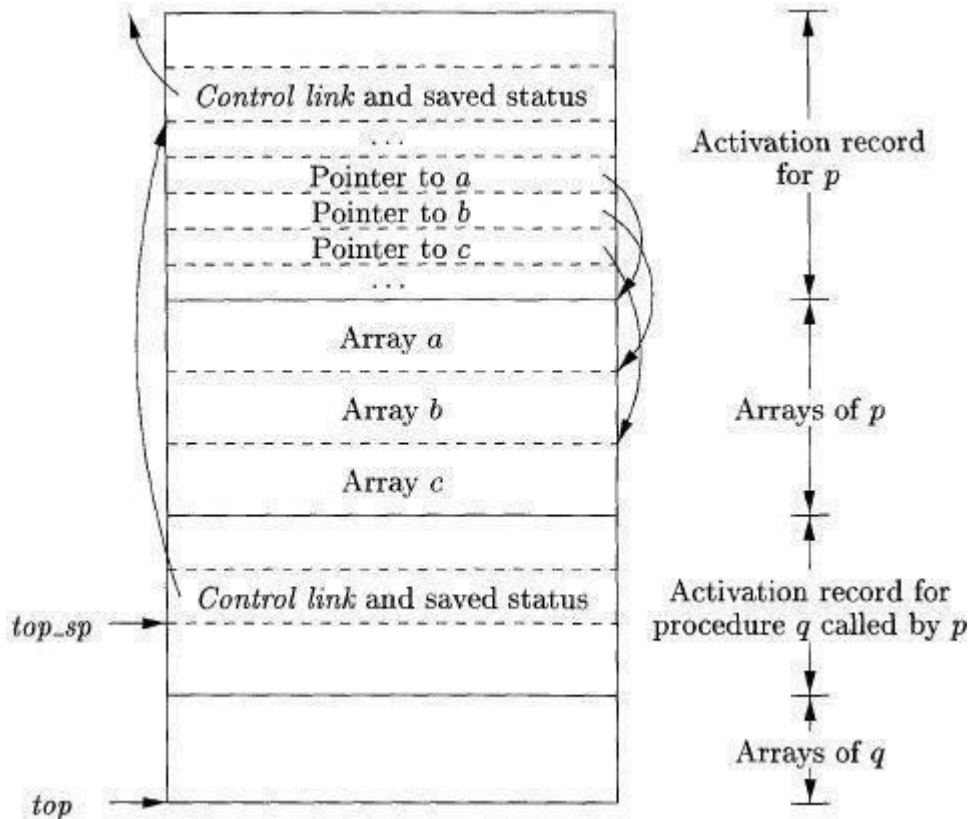 Control link and saved status
. . .
Pointer to a
Pointer to b
Pointer to c
. . .
Activation record
for p
Array a
Array b
Array c
Arrays of p
Control link and saved status
top_sp
Activation record for
procedure q called by p
Arrays of q
top